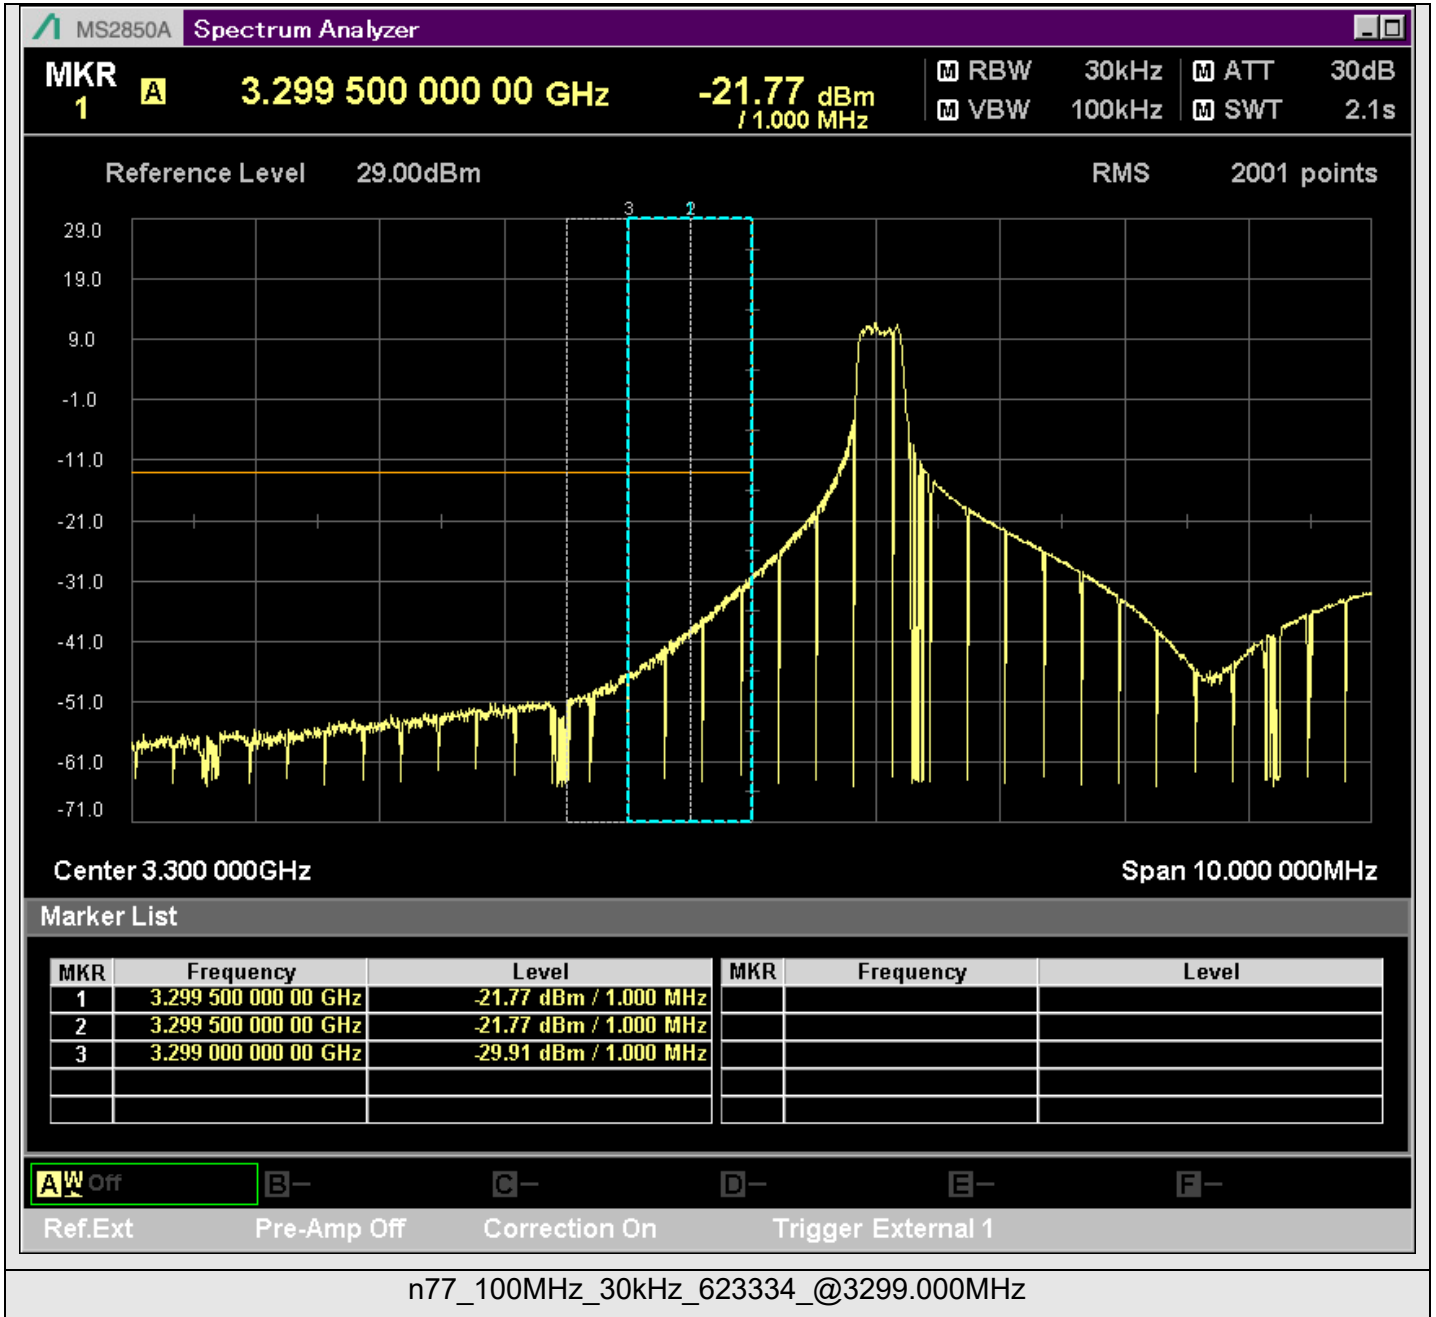 MS2850A Spectrum Analyzer
MKR 1 A 3.299 500 000 00 GHz -21.77 dBm / 1.000 MHz
M RBW 30kHz M ATT 30dB
M VBW 100kHz M SWT 2.1s
Reference Level 29.00dBm RMS 2001 points
3 2
29.0
19.0
9.0
-1.0
-11.0
-21.0
-31.0
-41.0
-51.0
-61.0
-71.0
Center 3.300 000GHz Span 10.000 000MHz
Marker List
MKR Frequency Level MKR Frequency Level
1 3.299 500 000 00 GHz -21.77 dBm / 1.000 MHz
2 3.299 500 000 00 GHz -21.77 dBm / 1.000 MHz
3 3.299 000 000 00 GHz -29.91 dBm / 1.000 MHz
A W Off B - C - D - E - F -
Ref.Ext Pre-Amp Off Correction On Trigger External 1
n77_100MHz_30kHz_623334_@3299.000MHz